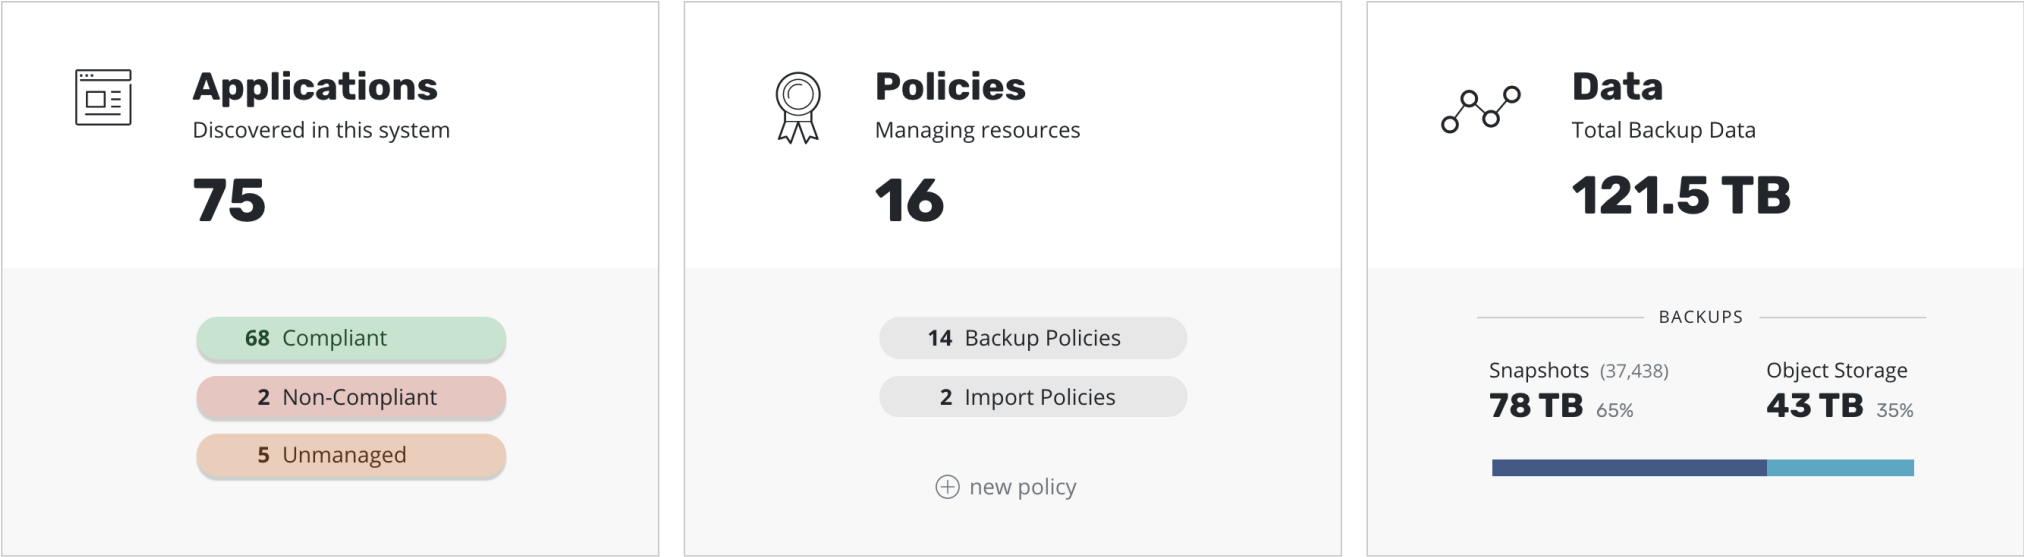 Applications
Discovered in this system
75
68 Compliant
2 Non-Compliant
5 Unmanaged
Policies
Managing resources
16
14 Backup Policies
2 Import Policies
new policy
Data
Total Backup Data
121.5 TB
BACKUPS
Snapshots (37,438)
78 TB 65%
Object Storage
43 TB 35%